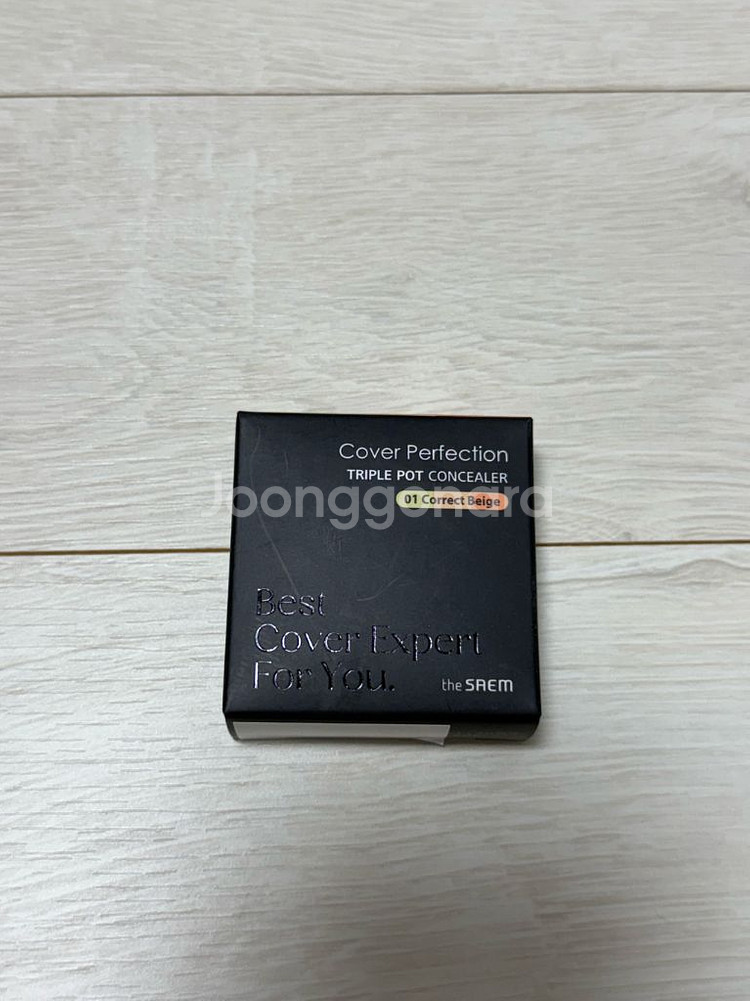 Cover Perfection
TRIPLE POT CONCEALER
01 Correct Beige
Joonggonara
Best
Cover Expert
For You.
the SAEM